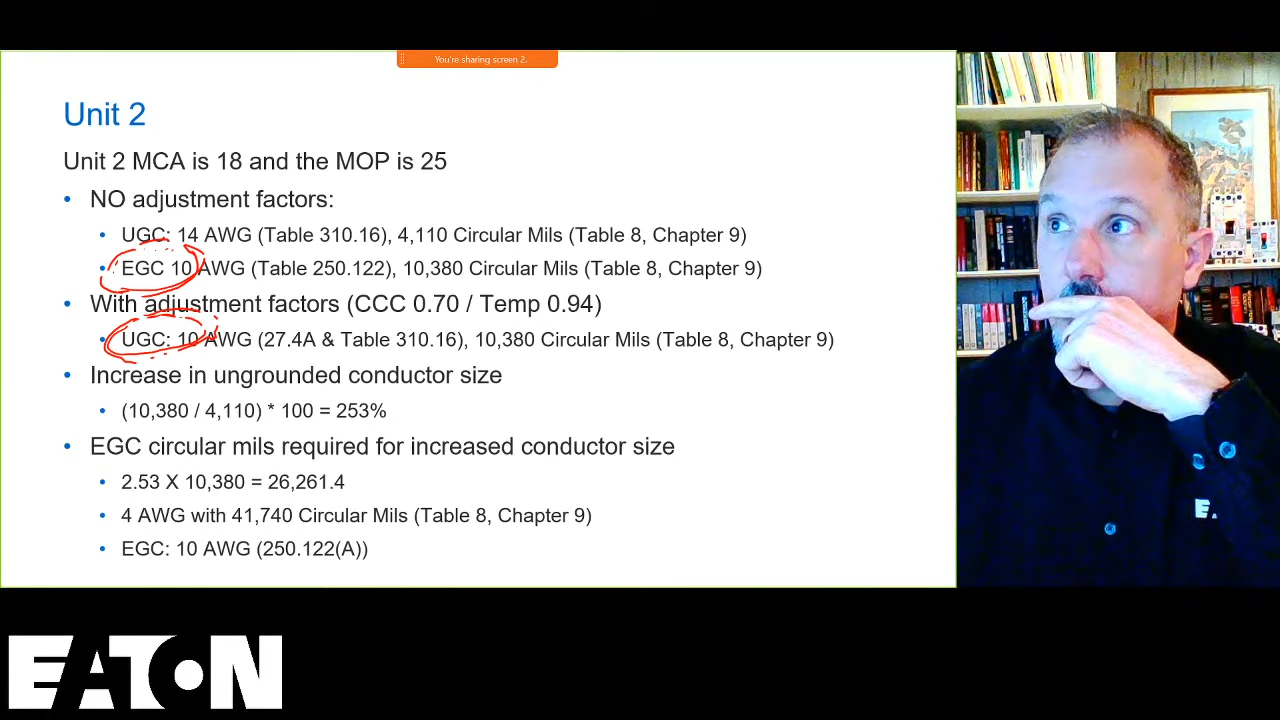 You're sharing screen 2.
Unit 2
Unit 2 MCA is 18 and the MOP is 25
• NO adjustment factors:
• UGC: 14 AWG (Table 310.16), 4,110 Circular Mils (Table 8, Chapter 9)
• EGC 10 AWG (Table 250.122), 10,380 Circular Mils (Table 8, Chapter 9)
• With adjustment factors (CCC 0.70 / Temp 0.94)
• UGC: 10 AWG (27.4A & Table 310.16), 10,380 Circular Mils (Table 8, Chapter 9)
• Increase in ungrounded conductor size
• (10,380 / 4,110) * 100 = 253%
• EGC circular mils required for increased conductor size
• 2.53 X 10,380 = 26,261.4
• 4 AWG with 41,740 Circular Mils (Table 8, Chapter 9)
• EGC: 10 AWG (250.122(A))
EATON